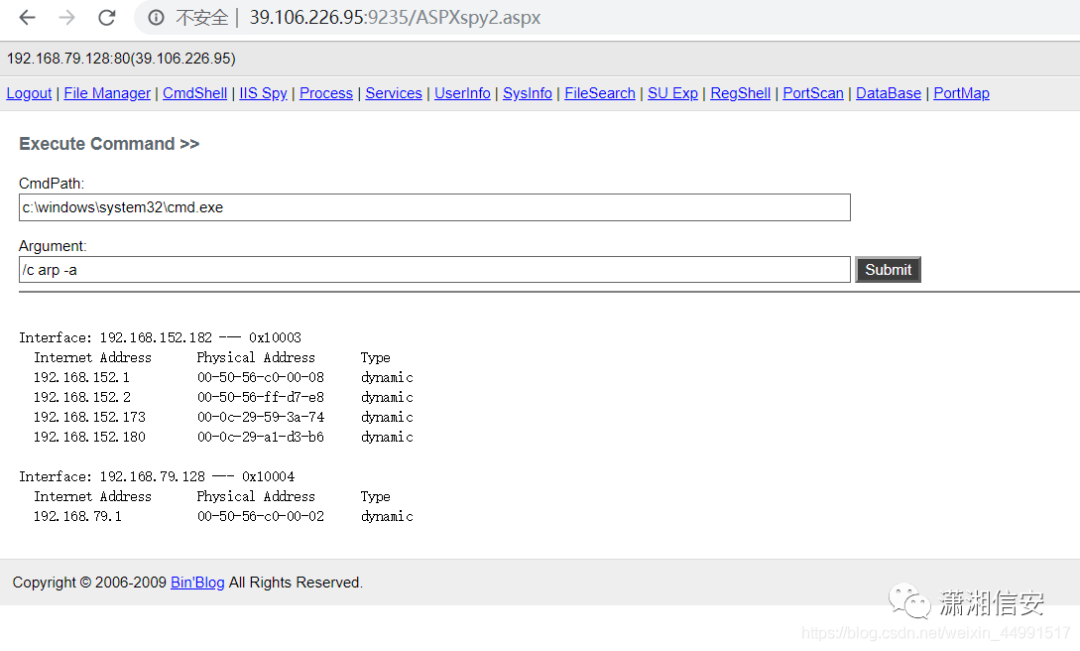 不安全 | 39.106.226.95:9235/ASPXspy2.aspx
192.168.79.128:80(39.106.226.95)
Logout | File Manager | CmdShell | IIS Spy | Process | Services | UserInfo | SysInfo | FileSearch | SU Exp | RegShell | PortScan | DataBase | PortMap
Execute Command >>
CmdPath:
c:\windows\system32\cmd.exe
Argument:
/c arp -a
Submit
Interface: 192.168.152.182 --- 0x10003
Internet Address Physical Address Type
192.168.152.1 00-50-56-c0-00-08 dynamic
192.168.152.2 00-50-56-ff-d7-e8 dynamic
192.168.152.173 00-0c-29-59-3a-74 dynamic
192.168.152.180 00-0c-29-a1-d3-b6 dynamic
Interface: 192.168.79.128 --- 0x10004
Internet Address Physical Address Type
192.168.79.1 00-50-56-c0-00-02 dynamic
Copyright © 2006-2009 Bin'Blog All Rights Reserved.
潇湘信安
https://blog.csdn.net/weixin_44991517